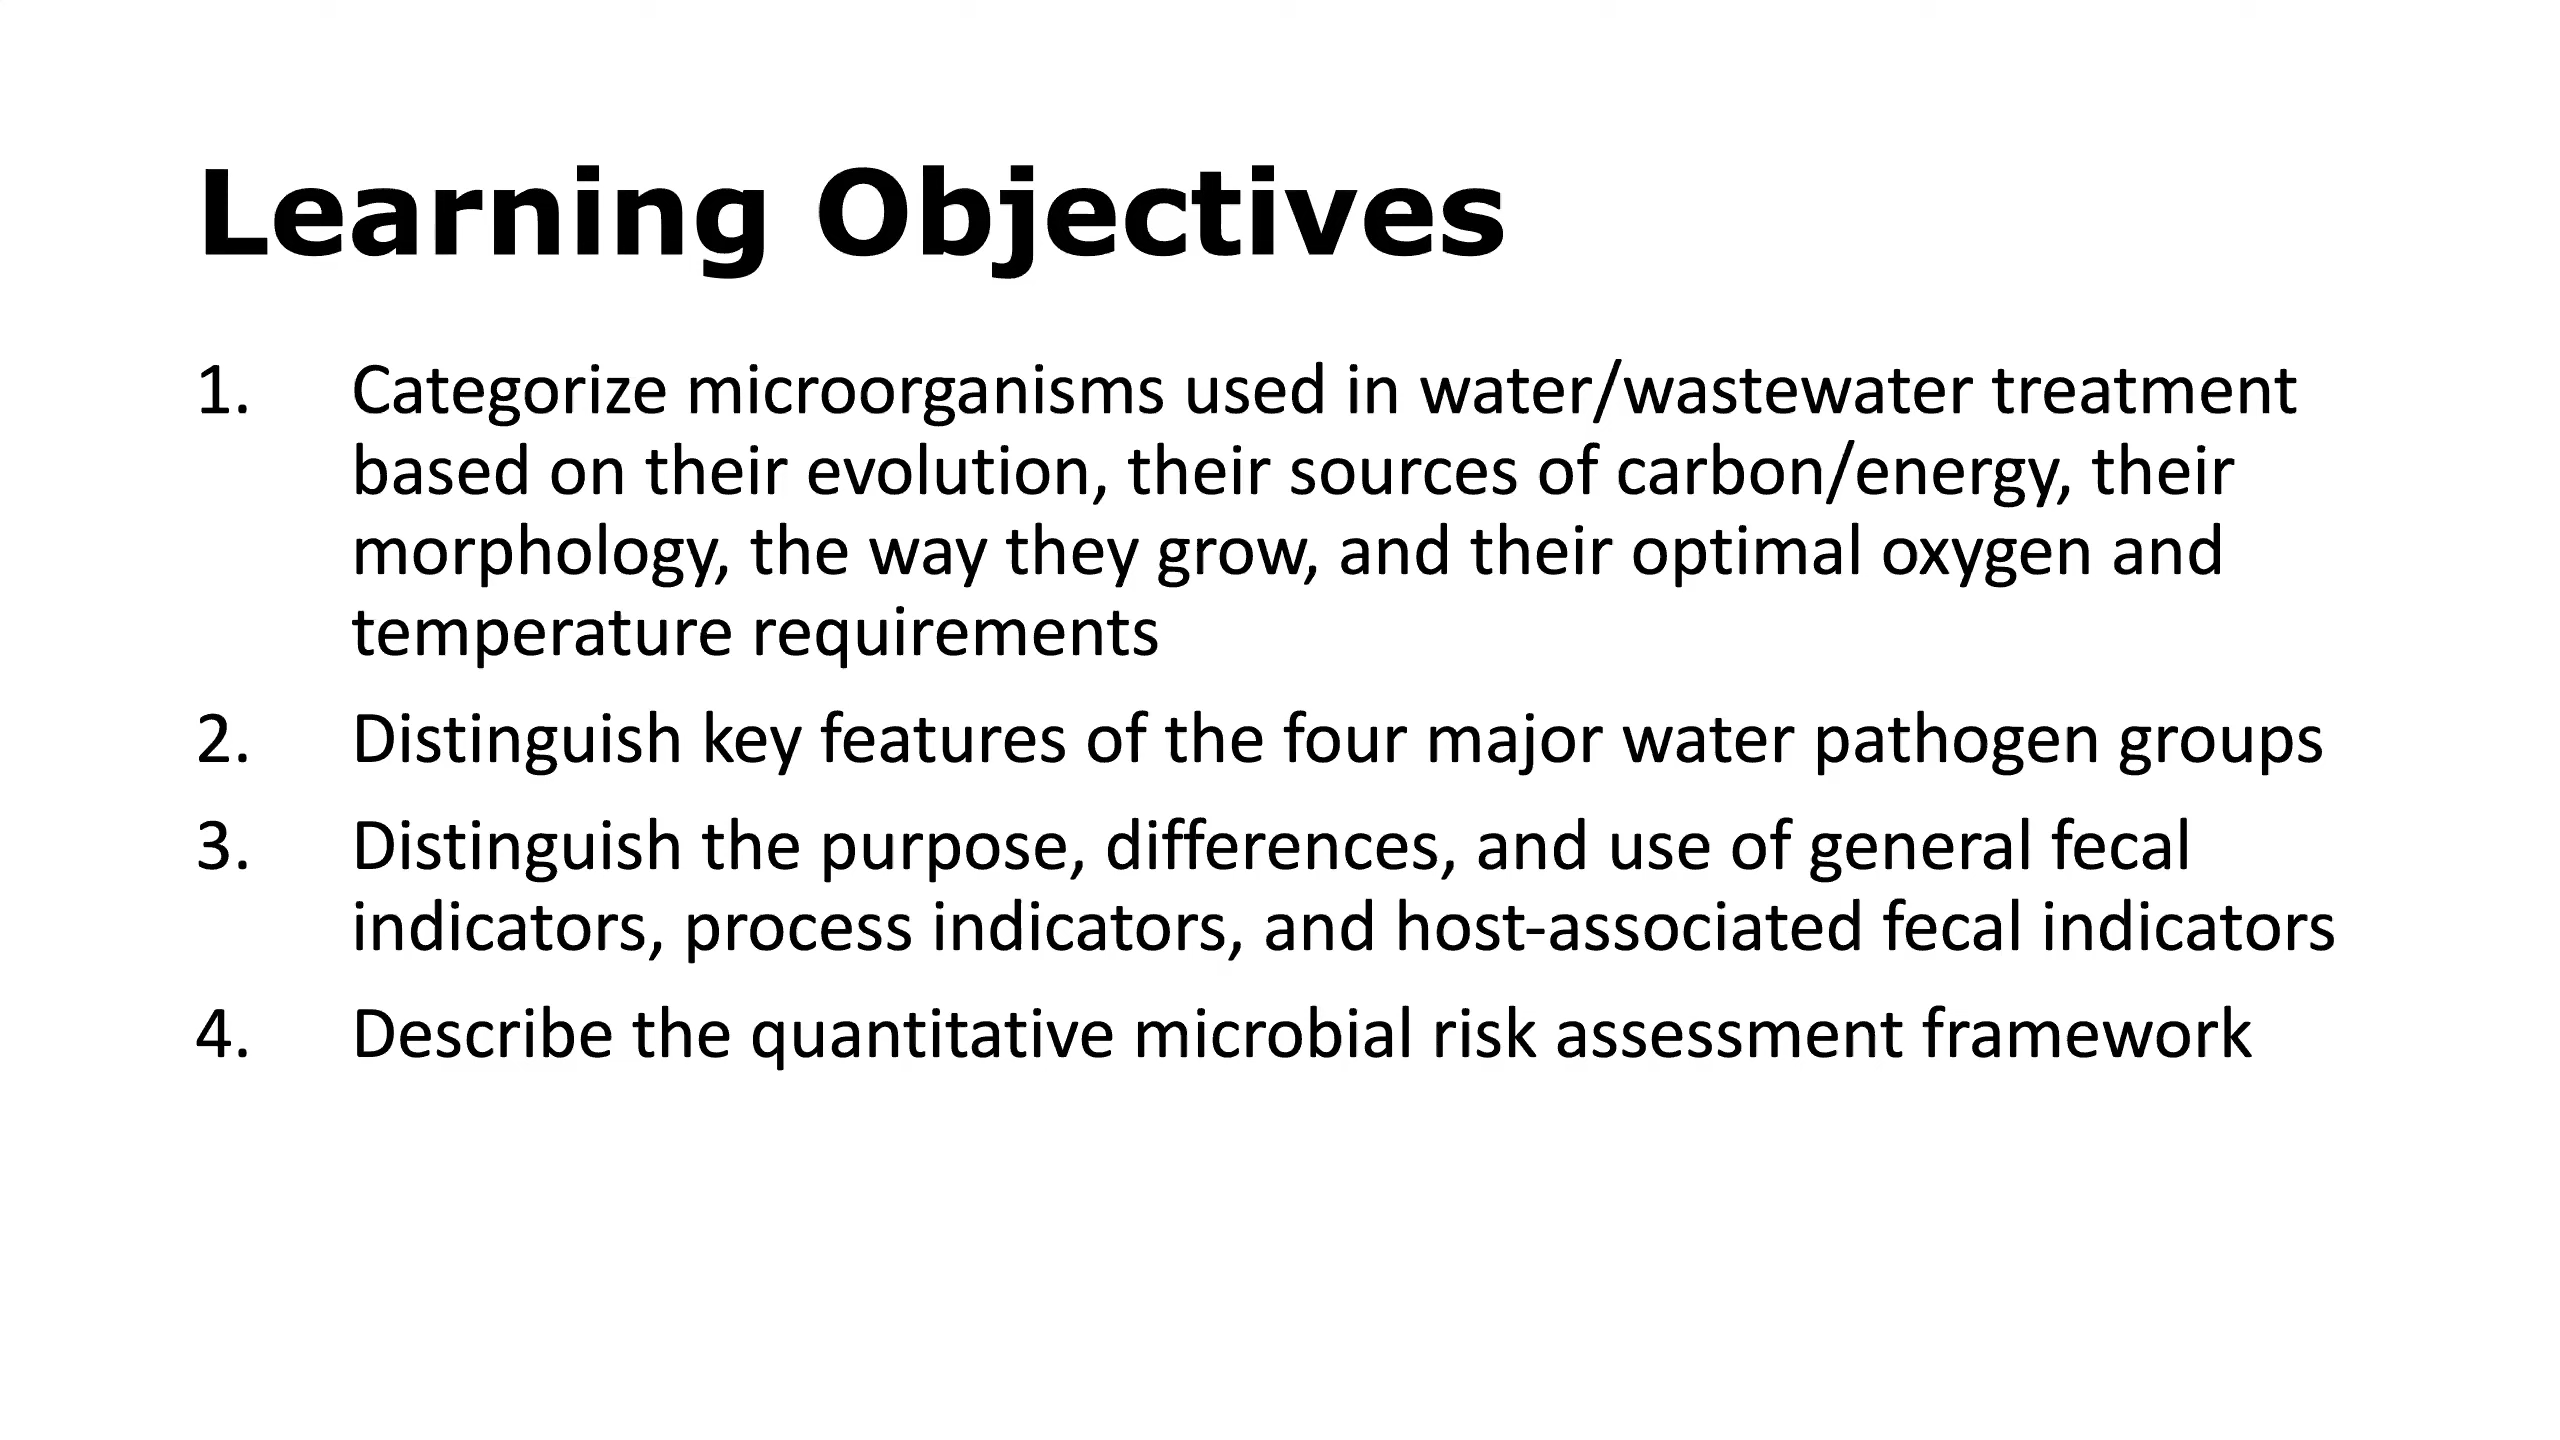 Learning Objectives
1. Categorize microorganisms used in water/wastewater treatment
based on their evolution, their sources of carbon/energy, their
morphology, the way they grow, and their optimal oxygen and
temperature requirements
2. Distinguish key features of the four major water pathogen groups
3. Distinguish the purpose, differences, and use of general fecal
indicators, process indicators, and host-associated fecal indicators
4. Describe the quantitative microbial risk assessment framework